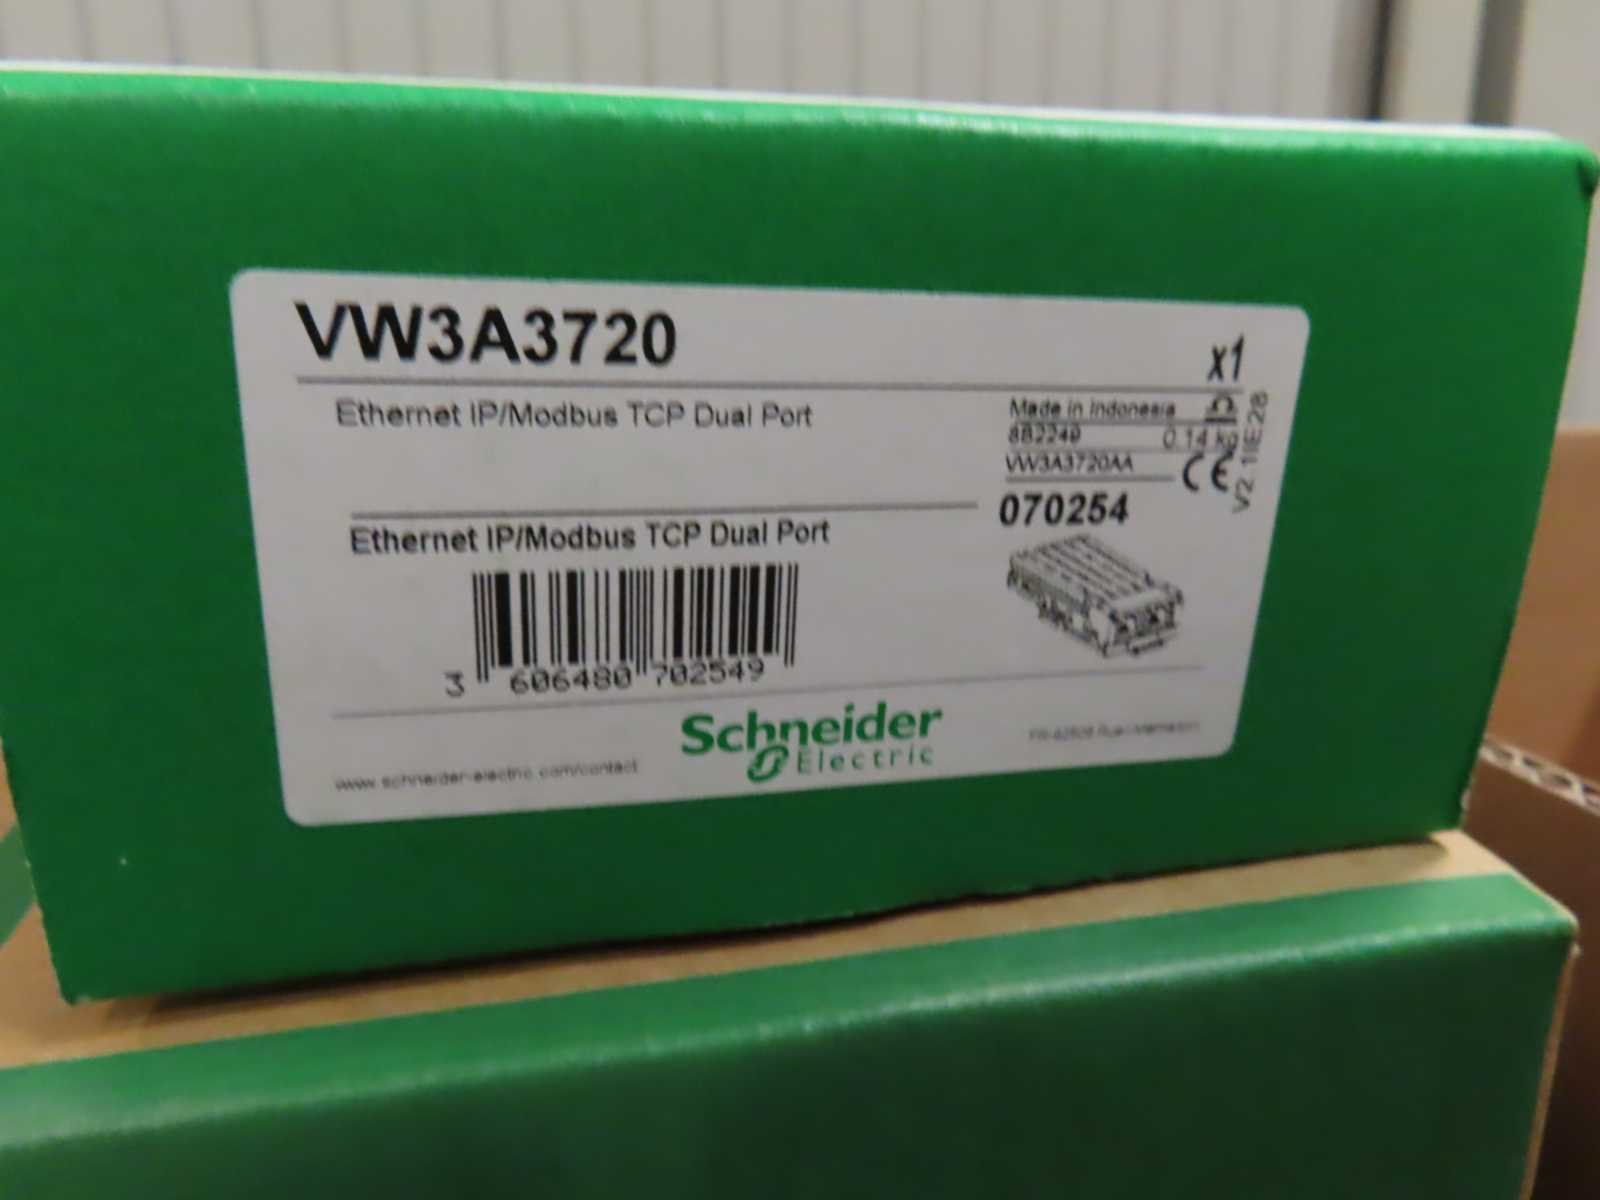 VW3A3720
x1
Ethernet IP/Modbus TCP Dual Port
Made in Indonesia
8B2249 0.14 kg
VW3A3720AA
CE
V2.1IE28
070254
Ethernet IP/Modbus TCP Dual Port
3 606480 702549
Schneider
Electric
www.schneider-electric.com/contact